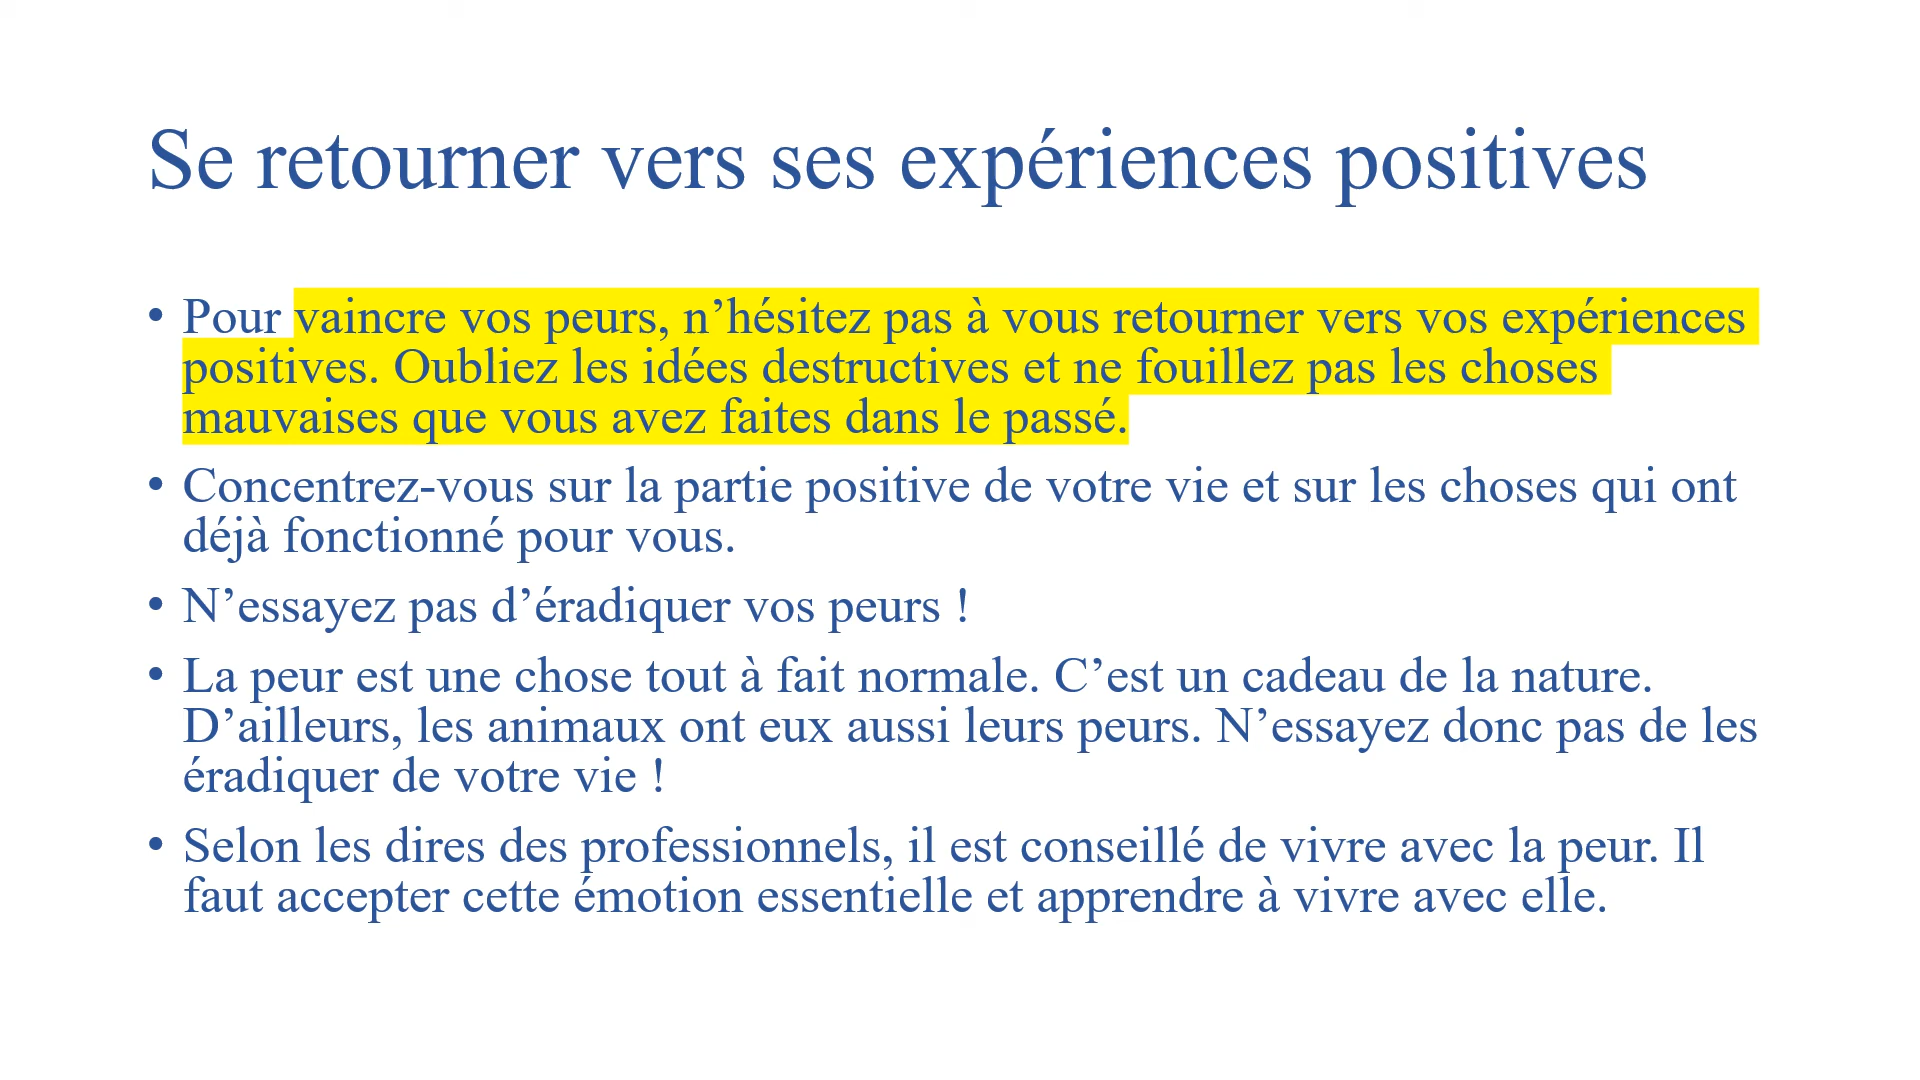 Se retourner vers ses expériences positives
• Pour vaincre vos peurs, n’hésitez pas à vous retourner vers vos expériences
positives. Oubliez les idées destructives et ne fouillez pas les choses
mauvaises que vous avez faites dans le passé.
• Concentrez-vous sur la partie positive de votre vie et sur les choses qui ont
déjà fonctionné pour vous.
• N’essayez pas d’éradiquer vos peurs !
• La peur est une chose tout à fait normale. C’est un cadeau de la nature.
D’ailleurs, les animaux ont eux aussi leurs peurs. N’essayez donc pas de les
éradiquer de votre vie !
• Selon les dires des professionnels, il est conseillé de vivre avec la peur. Il
faut accepter cette émotion essentielle et apprendre à vivre avec elle.